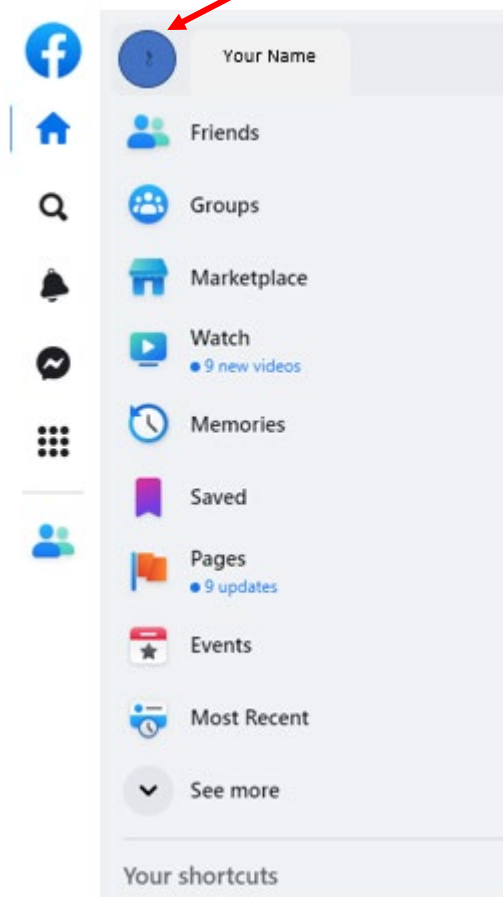 Your Name
Friends
Groups
Marketplace
Watch
9 new videos
Memories
Saved
Pages
9 updates
Events
Most Recent
See more
Your shortcuts